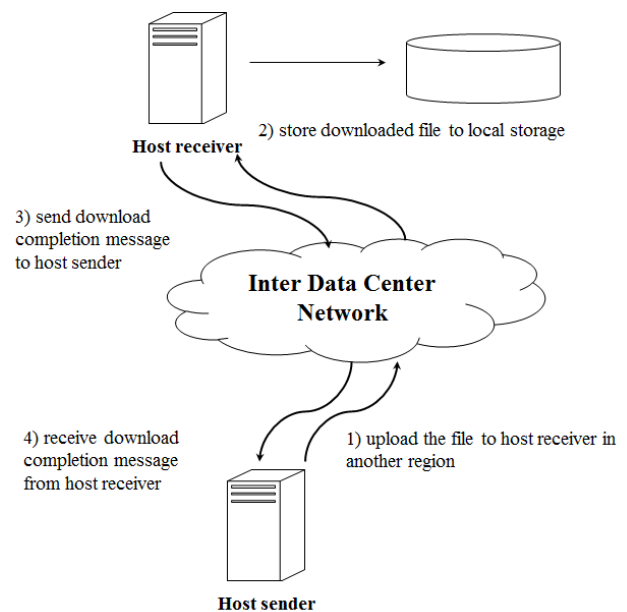 Host receiver
2) store downloaded file to local storage
3) send download
completion message
to host sender
Inter Data Center
Network
4) receive download
completion message
from host receiver
1) upload the file to host receiver in
another region
Host sender